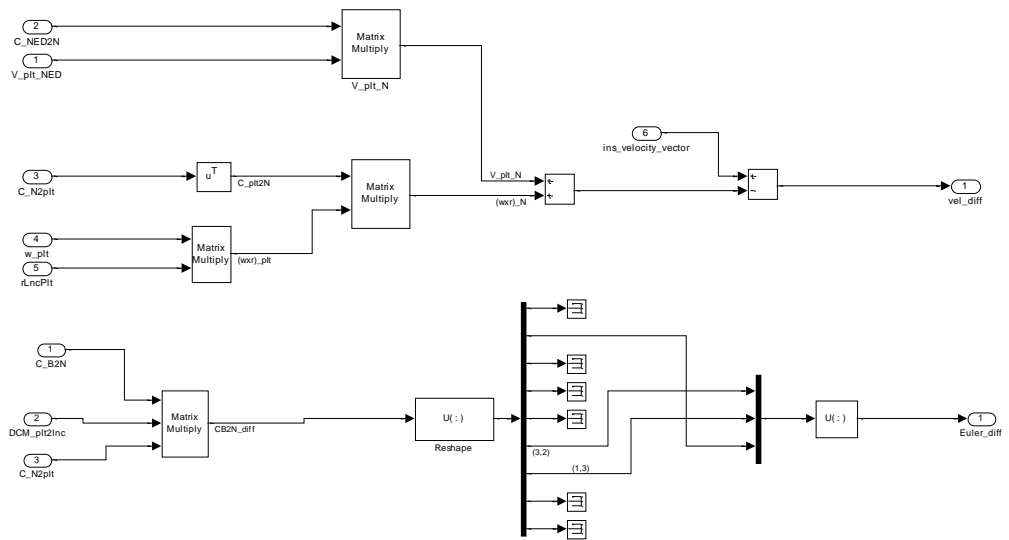 2
C_NED2N
1
V_plt_NED
Matrix
Multiply
V_plt_N
3
C_N2plt
u^T
C_plt2N
Matrix
Multiply
4
w_plt
5
rLncPlt
Matrix
Multiply
(wxr)_plt
V_plt_N
(wxr)_N
+
+
6
ins_velocity_vector
+
−
1
vel_diff
1
C_B2N
2
DCM_plt2lnc
3
C_N2plt
Matrix
Multiply
CB2N_diff
U( : )
Reshape
(3,2)
(1,3)
U( : )
1
Euler_diff